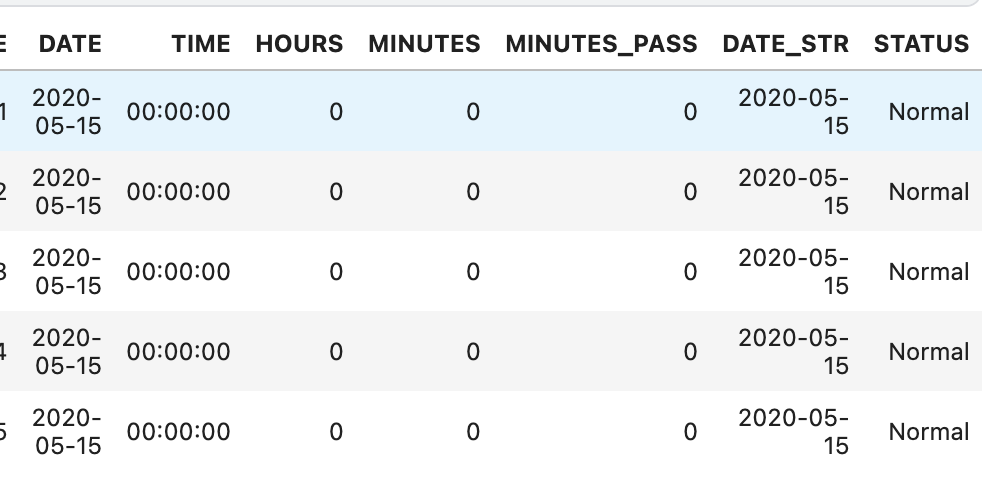 E DATE TIME HOURS MINUTES MINUTES_PASS DATE_STR STATUS
1 2020-05-15 00:00:00 0 0 0 2020-05-15 Normal
2 2020-05-15 00:00:00 0 0 0 2020-05-15 Normal
3 2020-05-15 00:00:00 0 0 0 2020-05-15 Normal
4 2020-05-15 00:00:00 0 0 0 2020-05-15 Normal
5 2020-05-15 00:00:00 0 0 0 2020-05-15 Normal